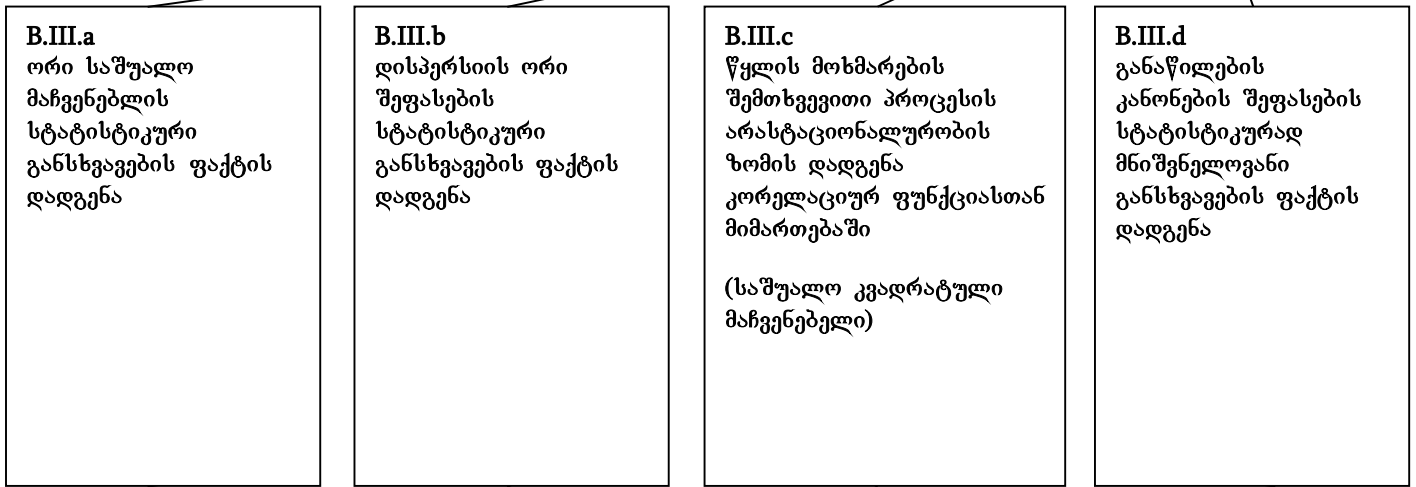 B.III.a
ორი საშუალო
მაჩვენებლის
სტატისტიკური
განსხვავების ფაქტის
დადგენა
B.III.b
დისპერსიის ორი
შეფასების
სტატისტიკური
განსხვავების ფაქტის
დადგენა
B.III.c
წყლის მოხმარების
შემთხვევითი პროცესის
არასტაციონალურობის
ზომის დადგენა
კორელაციურ ფუნქციასთან
მიმართებაში
(საშუალო კვადრატული
მაჩვენებელი)
B.III.d
განაწილების
კანონების შეფასების
სტატისტიკურად
მნიშვნელოვანი
განსხვავების ფაქტის
დადგენა